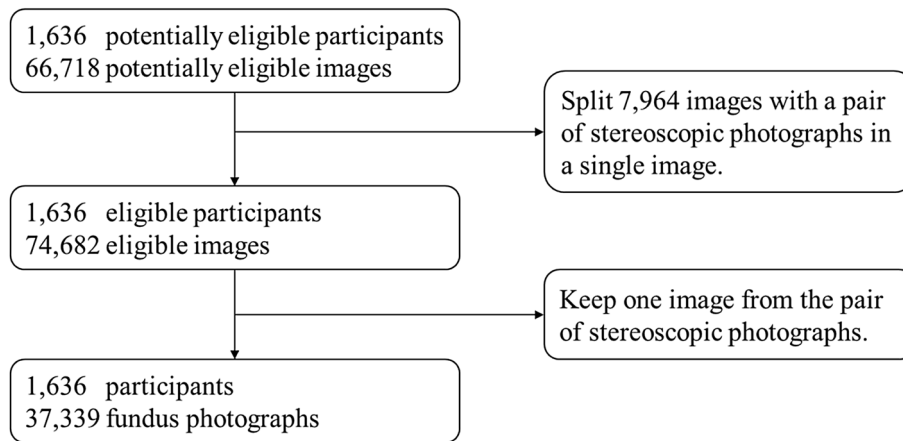 1,636 potentially eligible participants
66,718 potentially eligible images
Split 7,964 images with a pair
of stereoscopic photographs in
a single image.
1,636 eligible participants
74,682 eligible images
Keep one image from the pair
of stereoscopic photographs.
1,636 participants
37,339 fundus photographs